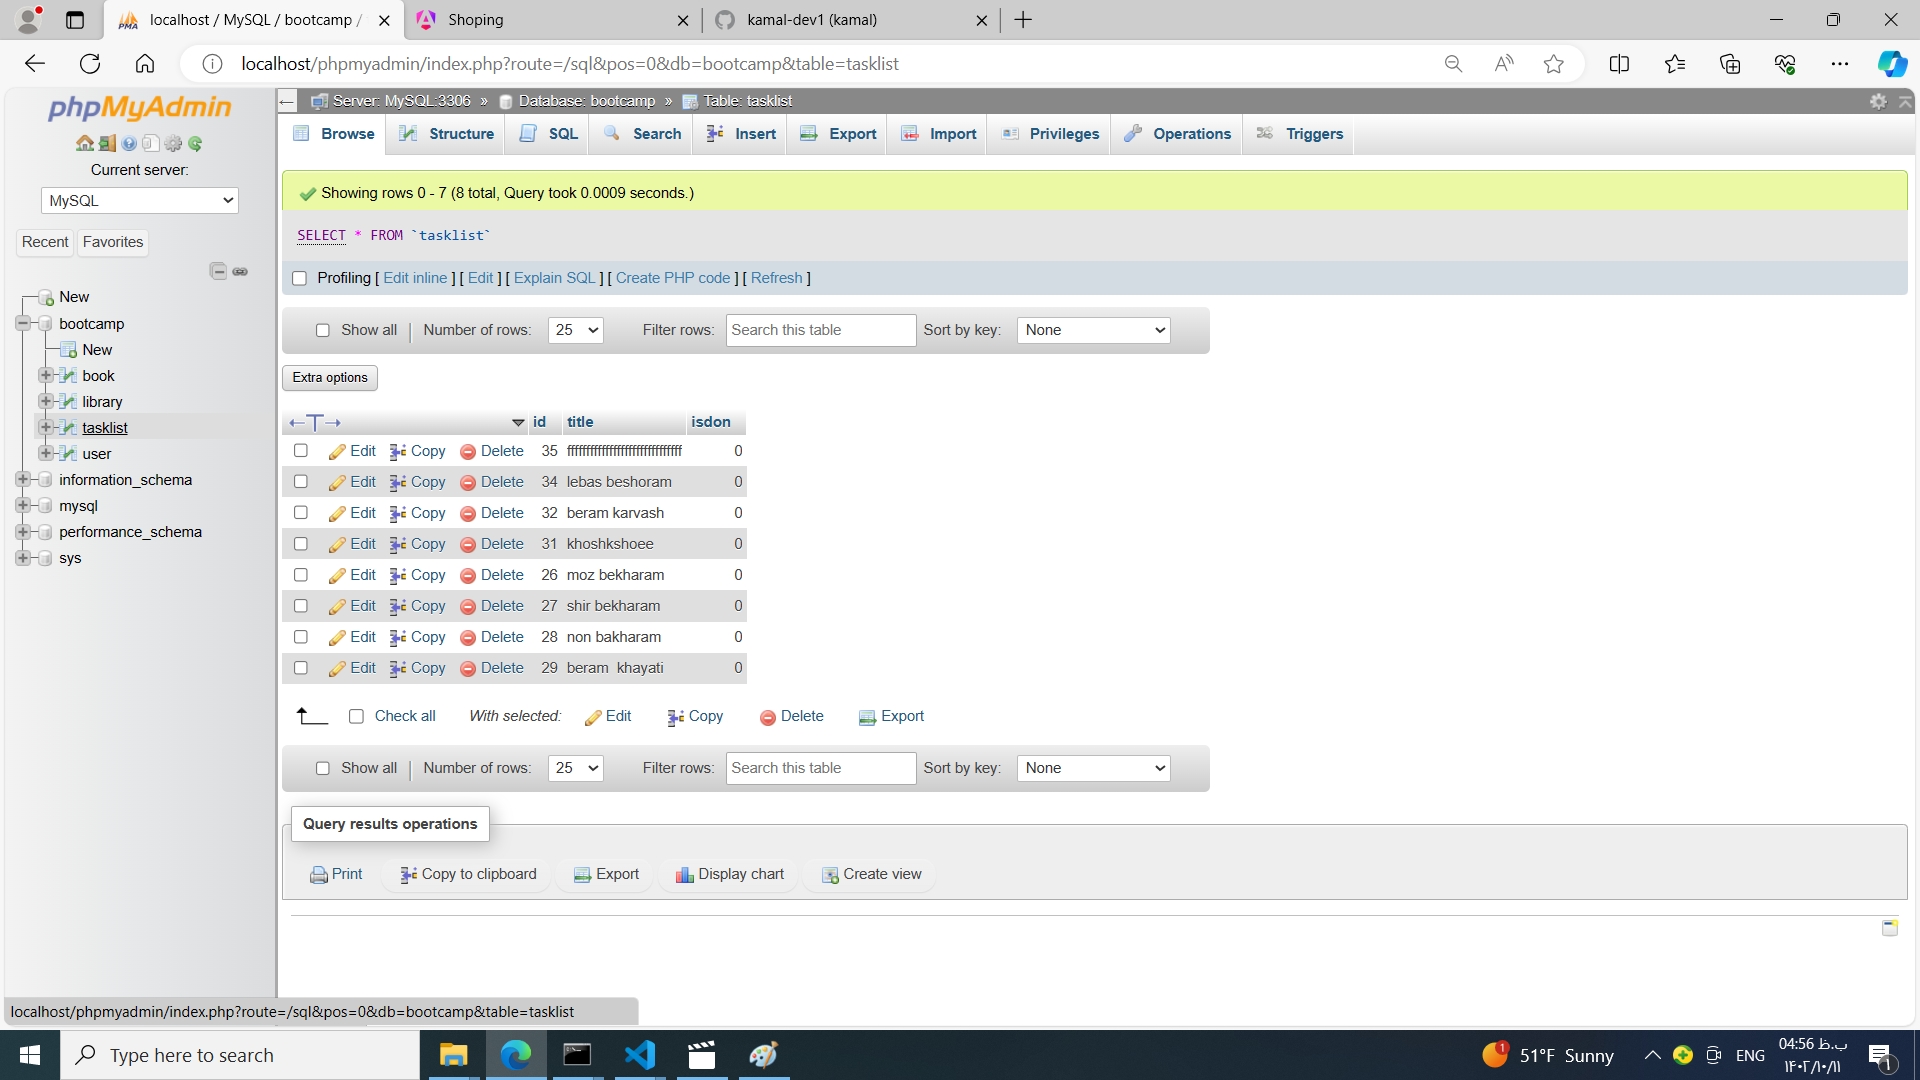 localhost / MySQL / bootcamp /
Shoping
kamal-dev1 (kamal)
localhost/phpmyadmin/index.php?route=/sql&pos=0&db=bootcamp&table=tasklist
phpMyAdmin
Current server:
MySQL
Recent
Favorites
New
bootcamp
New
book
library
tasklist
user
information_schema
mysql
performance_schema
sys
Server: MySQL:3306 » Database: bootcamp » Table: tasklist
Browse Structure SQL Search Insert Export Import Privileges Operations Triggers
Showing rows 0 - 7 (8 total, Query took 0.0009 seconds.)
SELECT * FROM `tasklist`
Profiling [ Edit inline ] [ Edit ] [ Explain SQL ] [ Create PHP code ] [ Refresh ]
Show all | Number of rows: 25 Filter rows: Search this table Sort by key: None
Extra options
id title isdon
Edit Copy Delete 35 ffffffffffffffffffffffffffffff 0
Edit Copy Delete 34 lebas beshoram 0
Edit Copy Delete 32 beram karvash 0
Edit Copy Delete 31 khoshkshoee 0
Edit Copy Delete 26 moz bekharam 0
Edit Copy Delete 27 shir bekharam 0
Edit Copy Delete 28 non bakharam 0
Edit Copy Delete 29 beram  khayati 0
Check all With selected: Edit Copy Delete Export
Show all | Number of rows: 25 Filter rows: Search this table Sort by key: None
Query results operations
Print Copy to clipboard Export Display chart Create view
localhost/phpmyadmin/index.php?route=/sql&pos=0&db=bootcamp&table=tasklist
Type here to search
1
51°F Sunny
ENG
04:56 ب.ظ
۱۴۰۲/۱۰/۱۱
۱